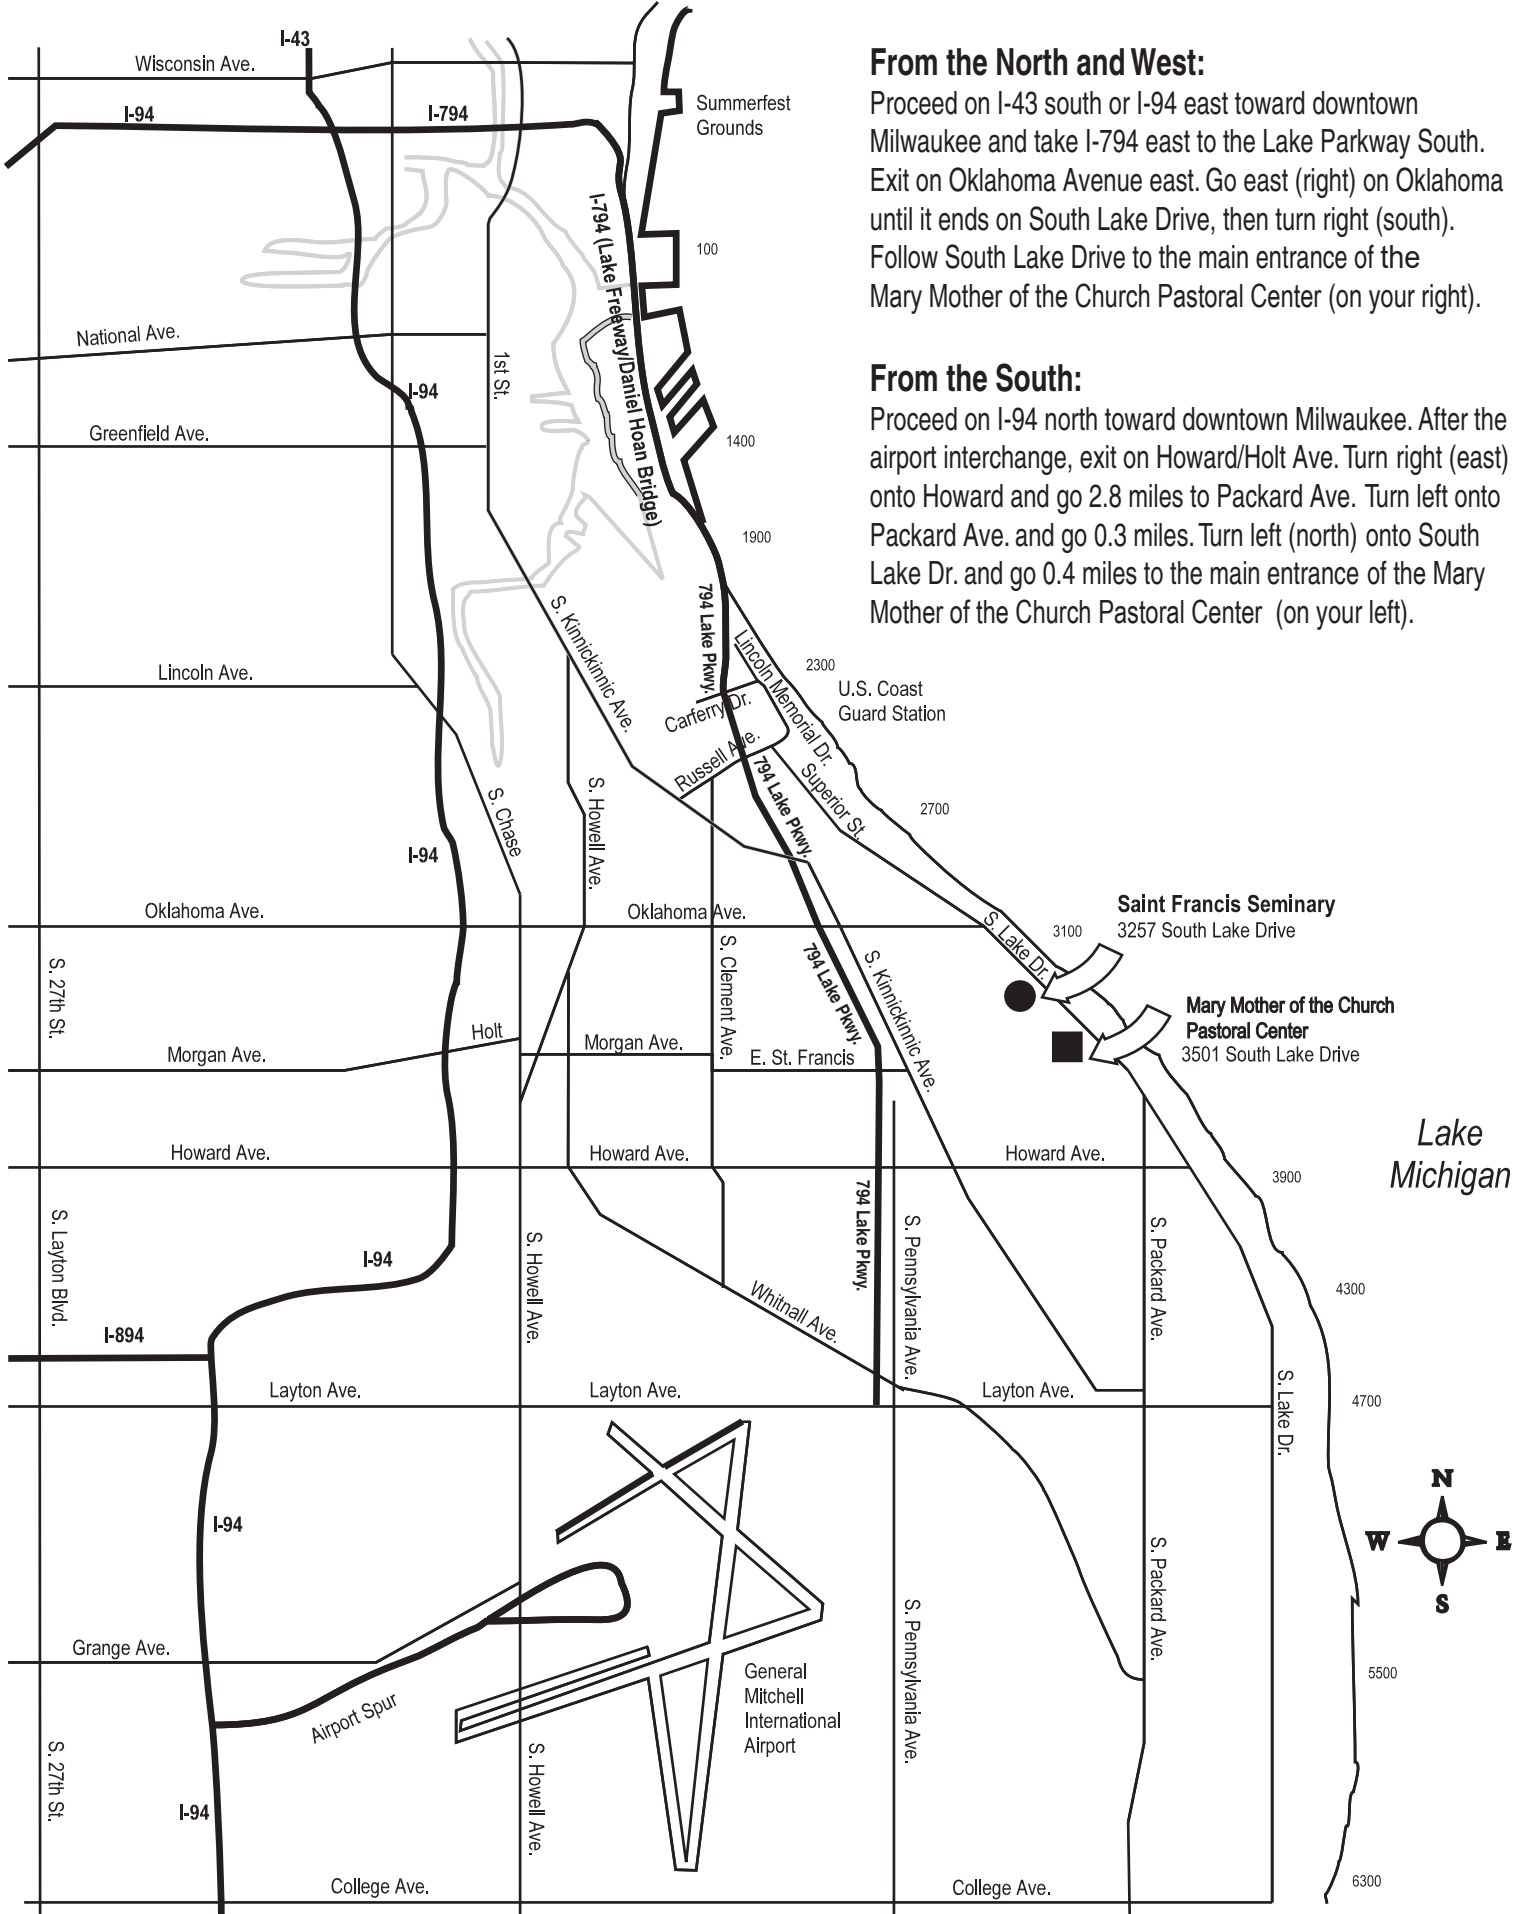 From the North and West:
Proceed on I-43 south or I-94 east toward downtown
Milwaukee and take I-794 east to the Lake Parkway South.
Exit on Oklahoma Avenue east. Go east (right) on Oklahoma
until it ends on South Lake Drive, then turn right (south).
Follow South Lake Drive to the main entrance of the
Mary Mother of the Church Pastoral Center (on your right).
From the South:
Proceed on I-94 north toward downtown Milwaukee. After the
airport interchange, exit on Howard/Holt Ave. Turn right (east)
onto Howard and go 2.8 miles to Packard Ave. Turn left onto
Packard Ave. and go 0.3 miles. Turn left (north) onto South
Lake Dr. and go 0.4 miles to the main entrance of the Mary
Mother of the Church Pastoral Center (on your left).
I-43
Wisconsin Ave.
I-94
I-794
Summerfest
Grounds
I-794 (Lake Freeway/Daniel Hoan Bridge)
100
National Ave.
1st St.
I-94
Greenfield Ave.
1400
1900
794 Lake Pkwy.
S. Kinnickinnic Ave.
Lincoln Memorial Dr.
2300
U.S. Coast
Guard Station
Lincoln Ave.
Carferry Dr.
Russell Ave.
794 Lake Pkwy.
Superior St.
S. Chase
S. Howell Ave.
2700
I-94
Oklahoma Ave.
Oklahoma Ave.
S. Lake Dr.
3100
Saint Francis Seminary
3257 South Lake Drive
S. 27th St.
S. Clement Ave.
794 Lake Pkwy.
S. Kinnickinnic Ave.
Mary Mother of the Church
Pastoral Center
3501 South Lake Drive
Holt
Morgan Ave.
Morgan Ave.
E. St. Francis
Lake
Michigan
Howard Ave.
Howard Ave.
Howard Ave.
3900
794 Lake Pkwy.
S. Layton Blvd.
I-94
S. Howell Ave.
S. Pennsylvania Ave.
S. Packard Ave.
Whitnall Ave.
4300
I-894
Layton Ave.
Layton Ave.
Layton Ave.
S. Lake Dr.
4700
N
W
E
S
I-94
S. Packard Ave.
S. Pennsylvania Ave.
Grange Ave.
5500
Airport Spur
General
Mitchell
International
Airport
S. 27th St.
S. Howell Ave.
I-94
College Ave.
College Ave.
6300